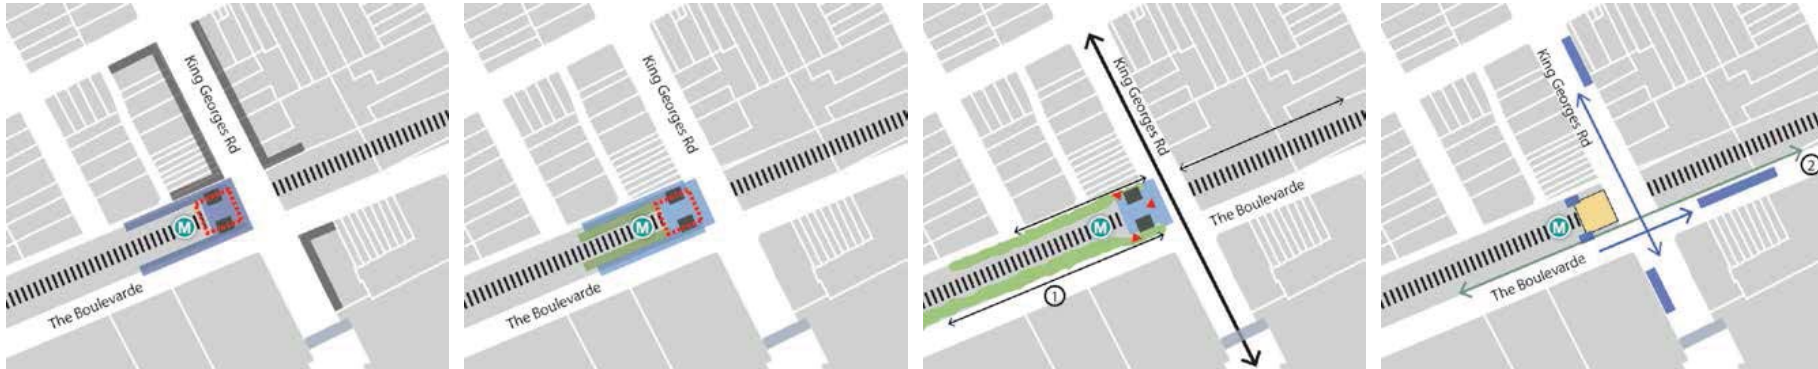 King Georges Rd
M
The Boulevarde
King Georges Rd
M
The Boulevarde
King Georges Rd
The Boulevarde
M
1
King Georges Rd
2
M
The Boulevarde